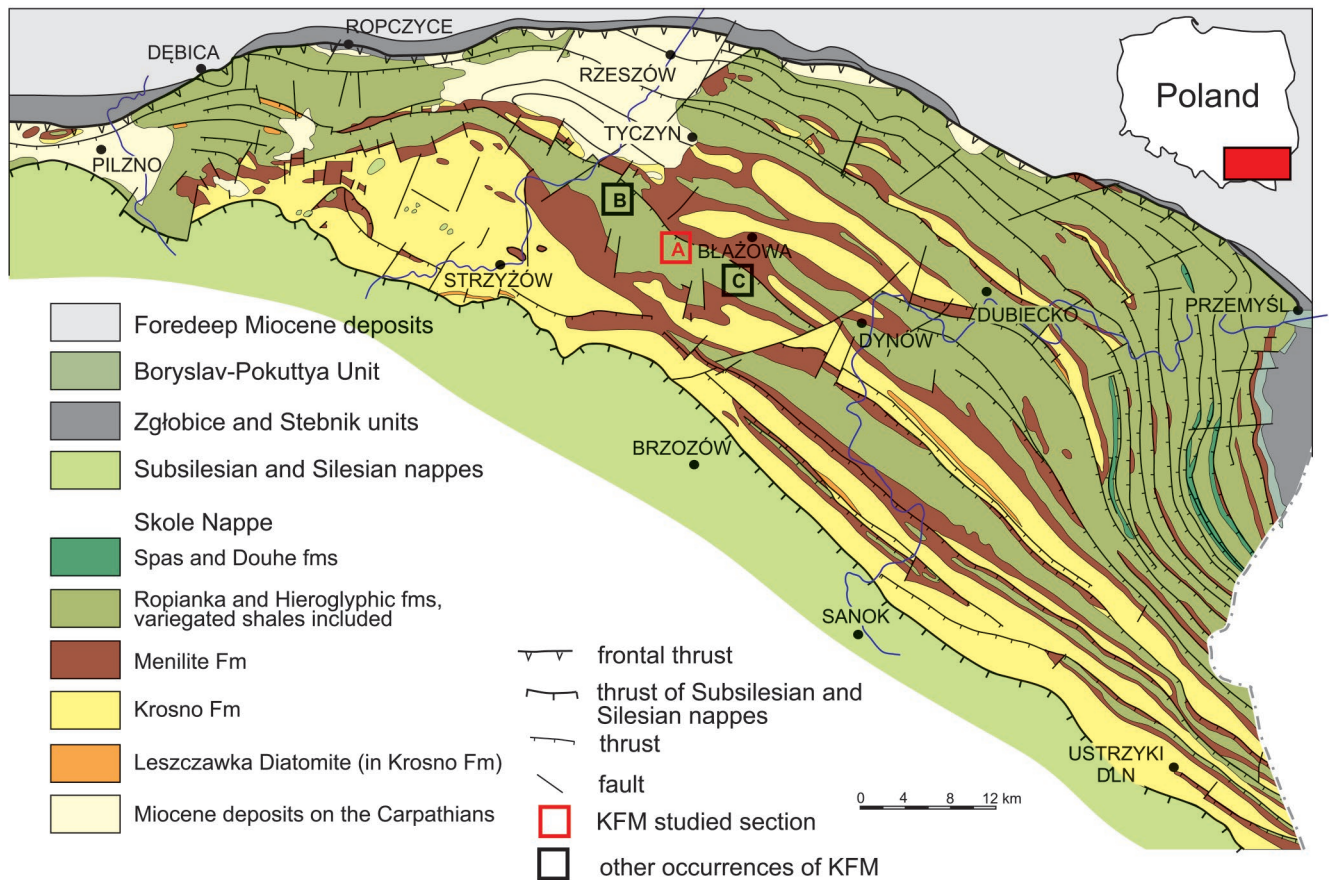 ROPCZYCE
DĘBICA
RZESZÓW
Poland
TYCZYN
PILZNO
B
A
BŁAŻOWA
STRZYŻÓW
C
DUBIECKO
PRZEMYŚL
DYNÓW
BRZOZÓW
SANOK
USTRZYKI
DLN
Foredeep Miocene deposits
Boryslav-Pokuttya Unit
Zgłobice and Stebnik units
Subsilesian and Silesian nappes
Skole Nappe
Spas and Douhe fms
Ropianka and Hieroglyphic fms,
variegated shales included
Menilite Fm
Krosno Fm
Leszczawka Diatomite (in Krosno Fm)
Miocene deposits on the Carpathians
frontal thrust
thrust of Subsilesian and
Silesian nappes
thrust
fault
KFM studied section
other occurrences of KFM
0 4 8 12 km